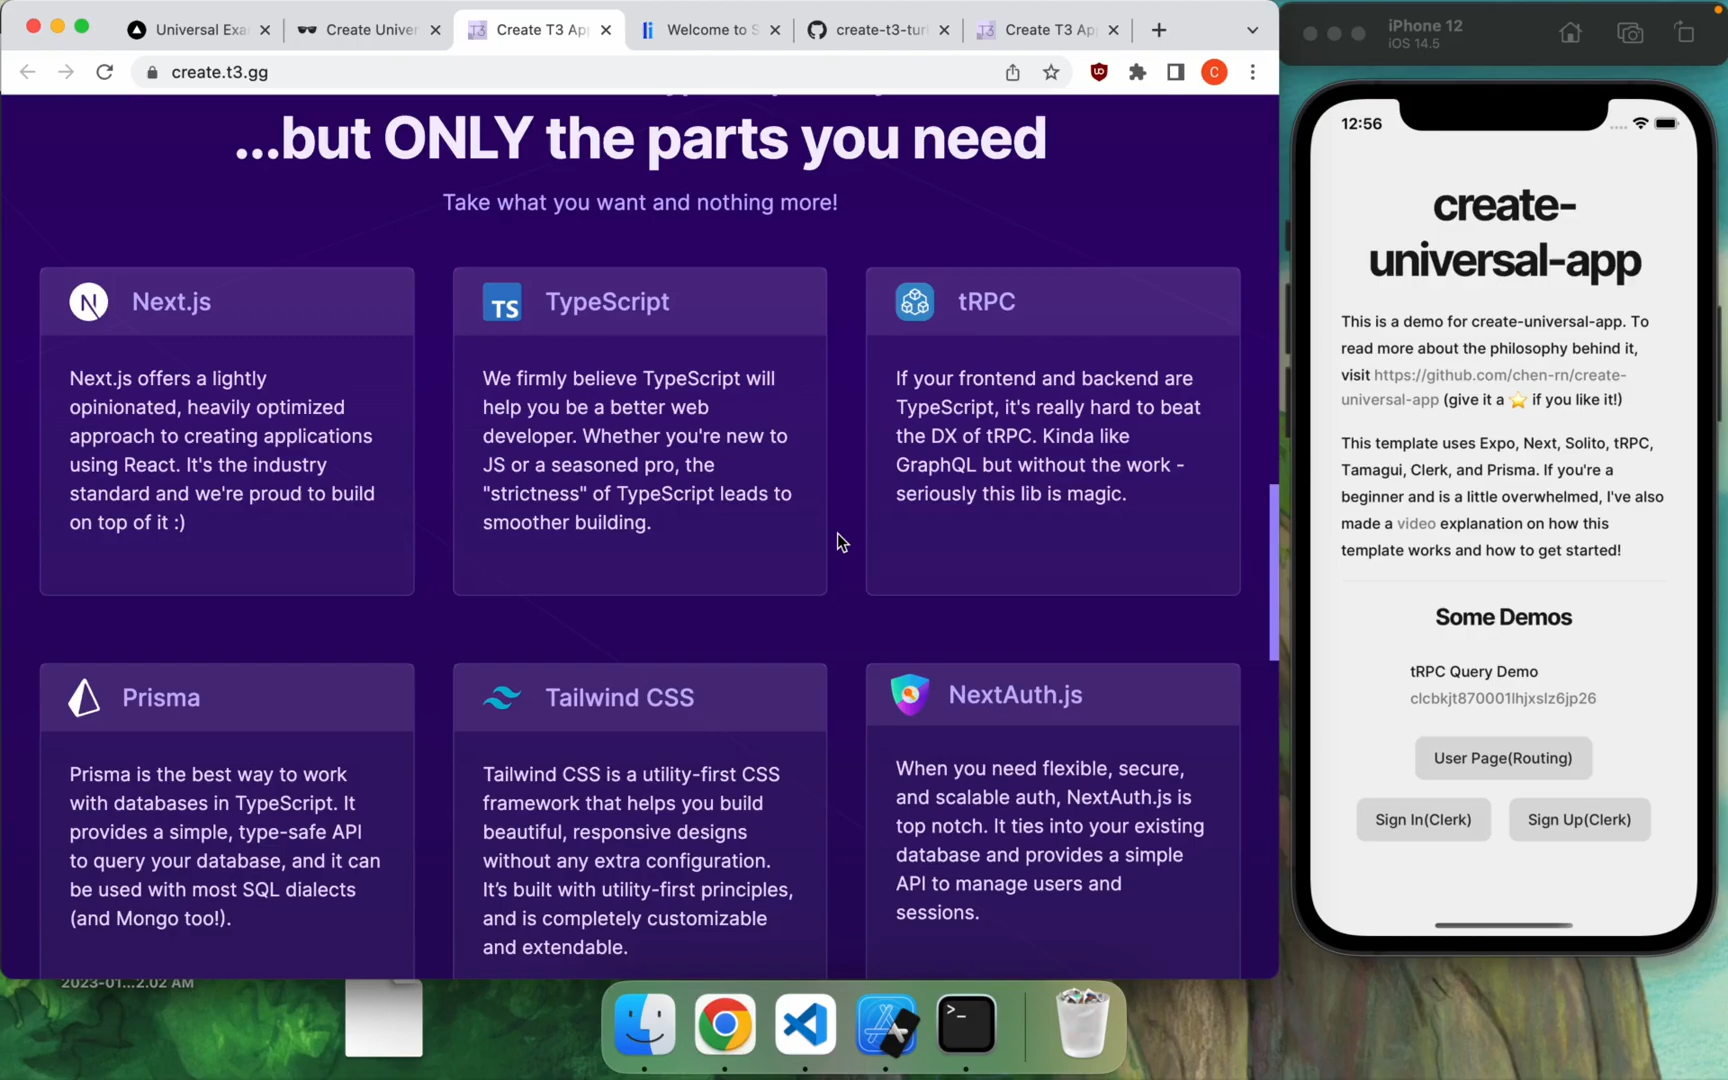 Universal Exa
Create Univer
Create T3 Ap
Welcome to S
create-t3-tur
Create T3 Ap
create.t3.gg
C
...but ONLY the parts you need
Take what you want and nothing more!
N
Next.js
Next.js offers a lightly
opinionated, heavily optimized
approach to creating applications
using React. It's the industry
standard and we're proud to build
on top of it :)
TS
TypeScript
We firmly believe TypeScript will
help you be a better web
developer. Whether you're new to
JS or a seasoned pro, the
"strictness" of TypeScript leads to
smoother building.
tRPC
If your frontend and backend are
TypeScript, it's really hard to beat
the DX of tRPC. Kinda like
GraphQL but without the work -
seriously this lib is magic.
Prisma
Prisma is the best way to work
with databases in TypeScript. It
provides a simple, type-safe API
to query your database, and it can
be used with most SQL dialects
(and Mongo too!).
Tailwind CSS
Tailwind CSS is a utility-first CSS
framework that helps you build
beautiful, responsive designs
without any extra configuration.
It's built with utility-first principles,
and is completely customizable
and extendable.
NextAuth.js
When you need flexible, secure,
and scalable auth, NextAuth.js is
top notch. It ties into your existing
database and provides a simple
API to manage users and
sessions.
2023-01...2.02 AM
iPhone 12
iOS 14.5
12:56
create-
universal-app
This is a demo for create-universal-app. To
read more about the philosophy behind it,
visit https://github.com/chen-rn/create-
universal-app (give it a ⭐ if you like it!)
This template uses Expo, Next, Solito, tRPC,
Tamagui, Clerk, and Prisma. If you're a
beginner and is a little overwhelmed, I've also
made a video explanation on how this
template works and how to get started!
Some Demos
tRPC Query Demo
clcbkjt870001lhjxslz6jp26
User Page(Routing)
Sign In(Clerk)
Sign Up(Clerk)